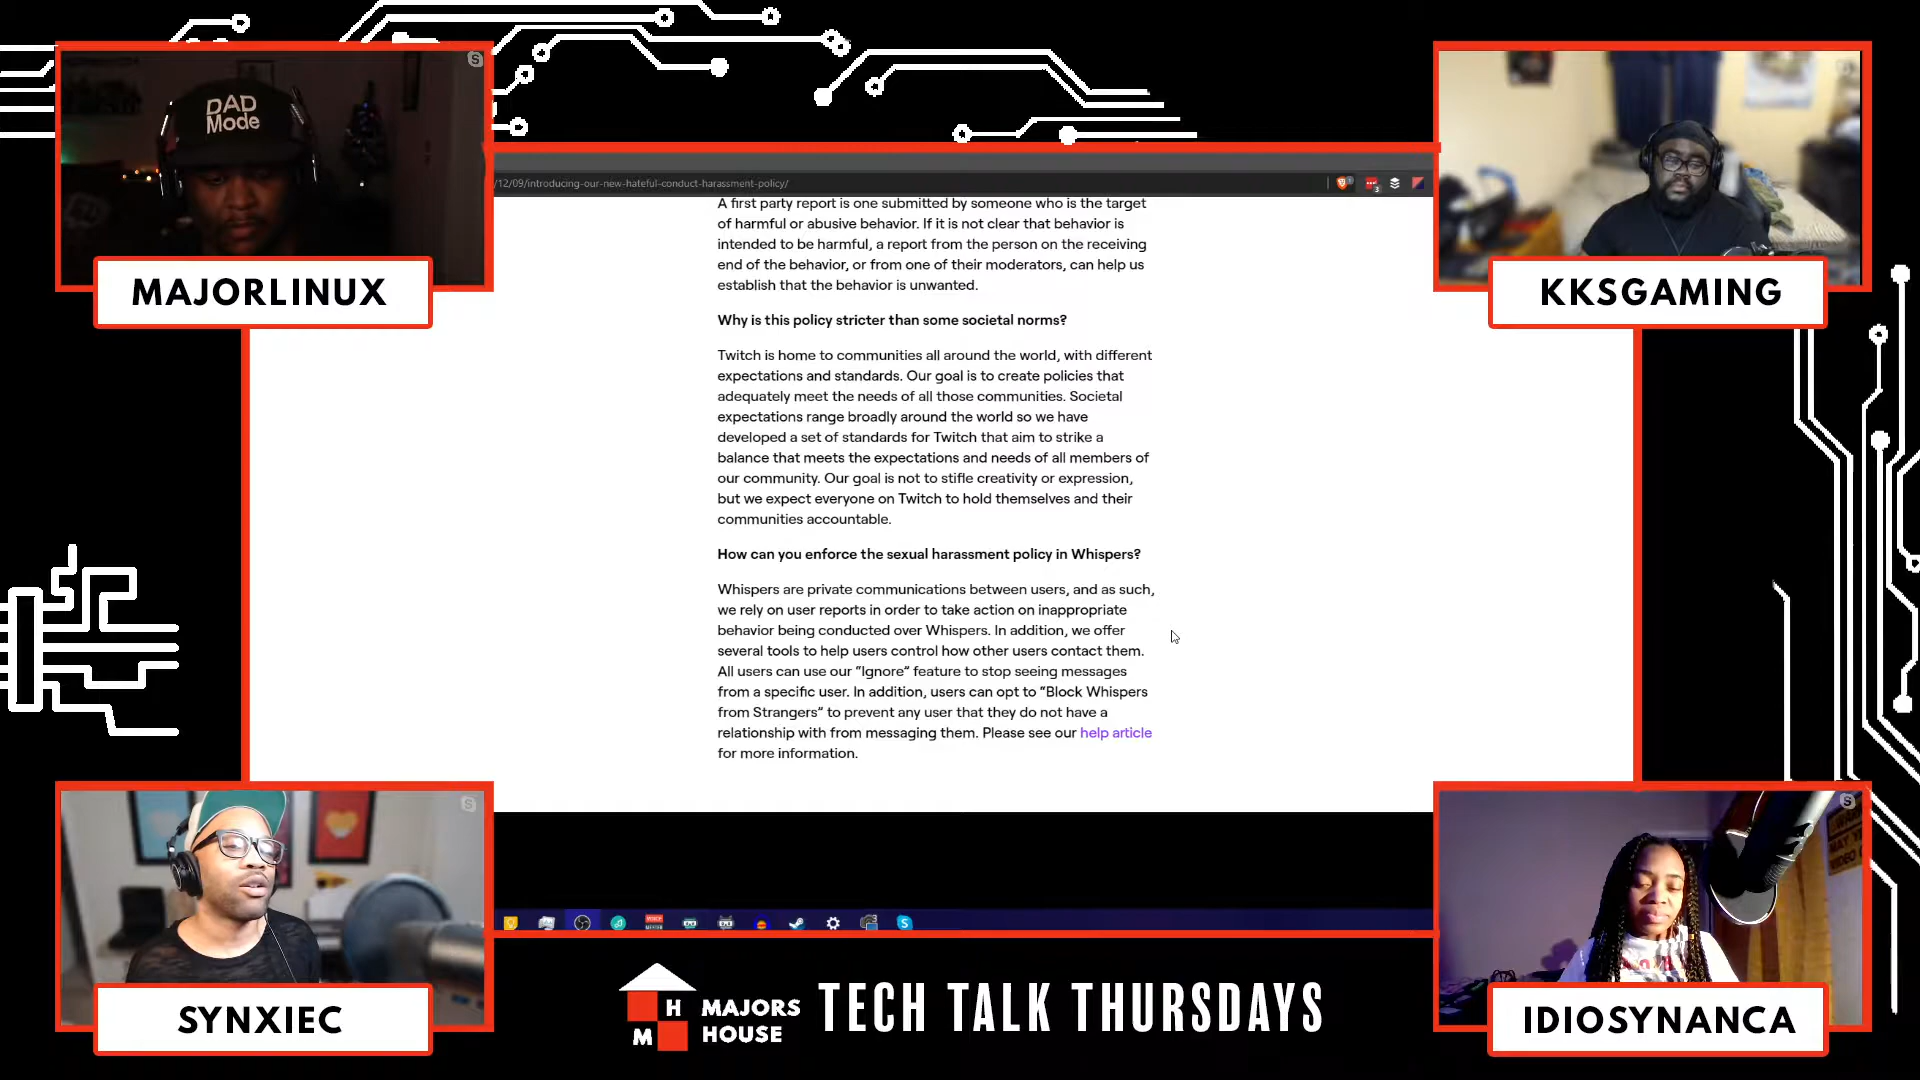 DAD
Mode
MAJORLINUX
KKSGAMING
/12/09/introducing-our-new-hateful-conduct-harassment-policy/
A first party report is one submitted by someone who is the target
of harmful or abusive behavior. If it is not clear that behavior is
intended to be harmful, a report from the person on the receiving
end of the behavior, or from one of their moderators, can help us
establish that the behavior is unwanted.
Why is this policy stricter than some societal norms?
Twitch is home to communities all around the world, with different
expectations and standards. Our goal is to create policies that
adequately meet the needs of all those communities. Societal
expectations range broadly around the world so we have
developed a set of standards for Twitch that aim to strike a
balance that meets the expectations and needs of all members of
our community. Our goal is not to stifle creativity or expression,
but we expect everyone on Twitch to hold themselves and their
communities accountable.
How can you enforce the sexual harassment policy in Whispers?
Whispers are private communications between users, and as such,
we rely on user reports in order to take action on inappropriate
behavior being conducted over Whispers. In addition, we offer
several tools to help users control how other users contact them.
All users can use our “Ignore” feature to stop seeing messages
from a specific user. In addition, users can opt to “Block Whispers
from Strangers” to prevent any user that they do not have a
relationship with from messaging them. Please see our help article
for more information.
SYNXIEC
H
M
MAJORS
HOUSE
TECH TALK THURSDAYS
IDIOSYNANCA